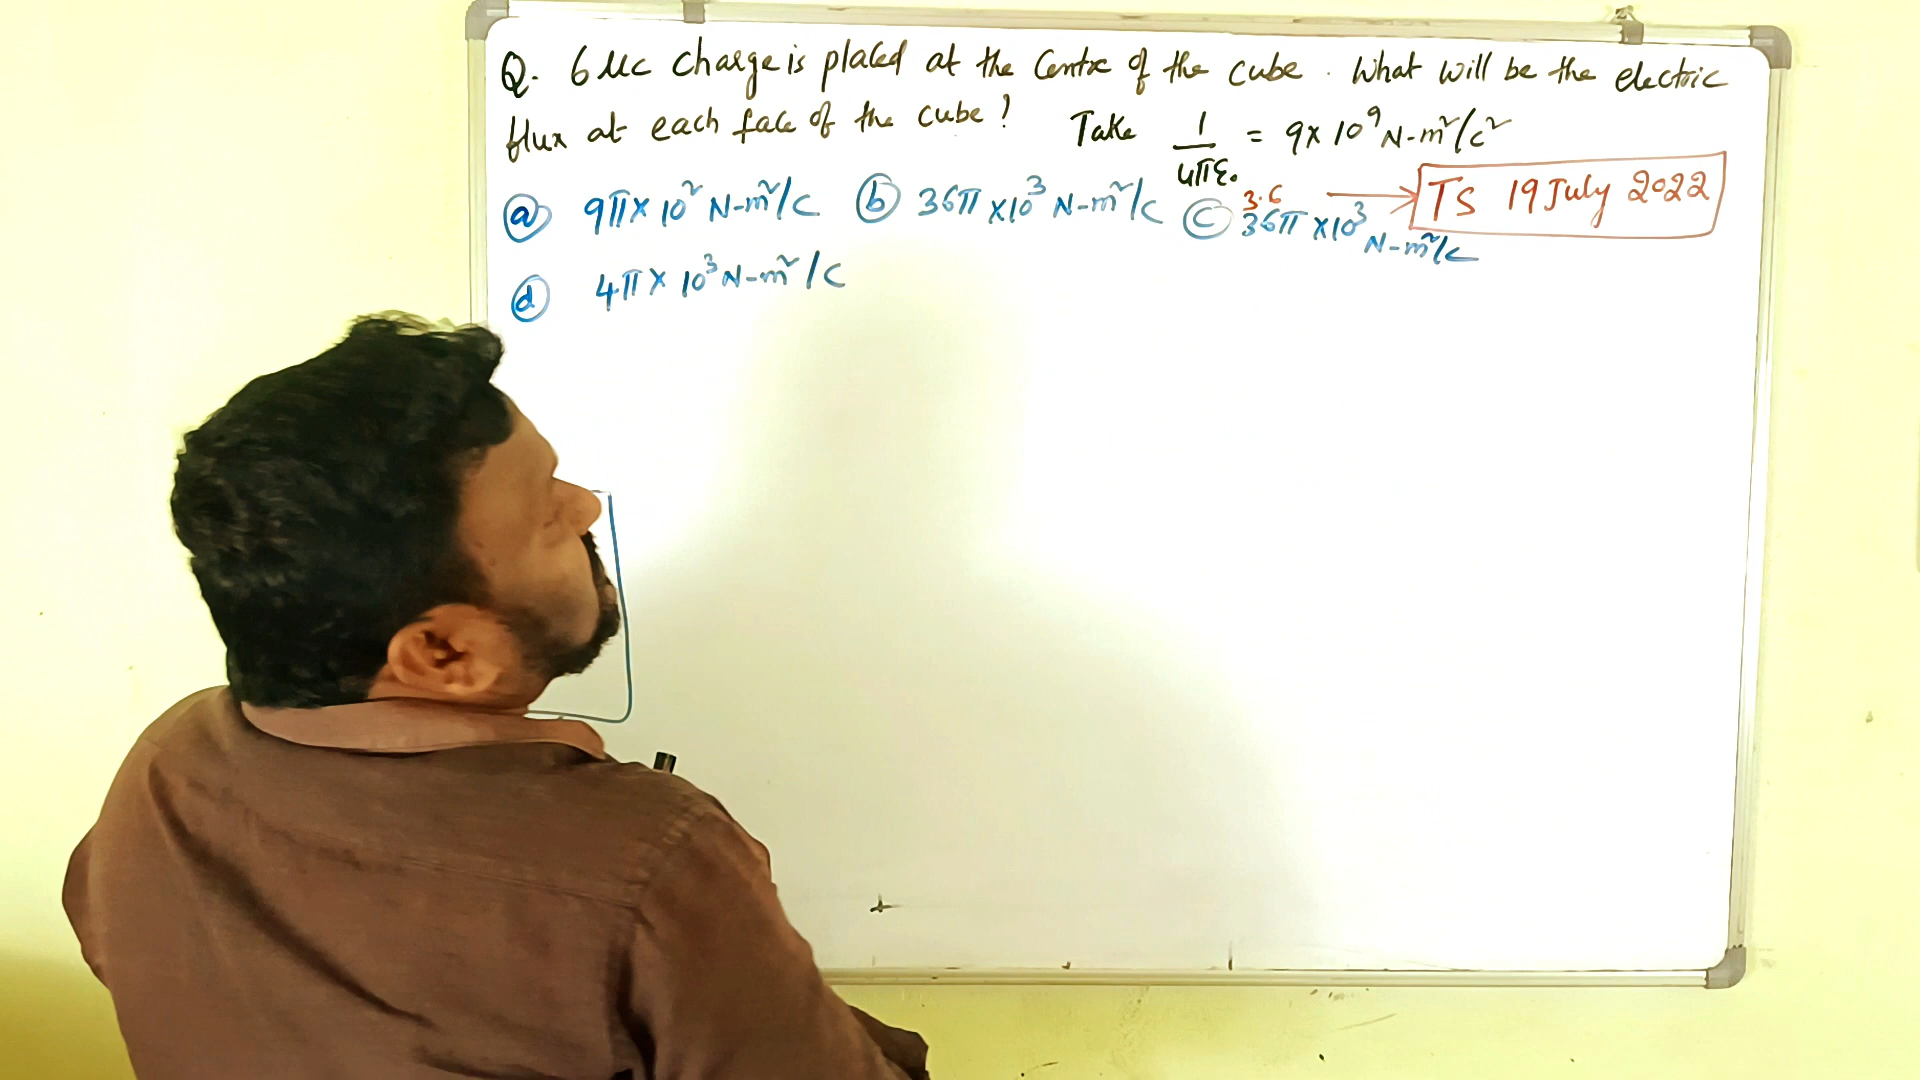 Q. 6 μc charge is placed at the Centre of the cube. What will be the electric
flux at each face of the cube? Take 1/4πε₀ = 9×10⁹ N-m²/c²
(a) 9π×10² N-m²/C (b) 36π×10³ N-m²/C (c) 36π×10³ N-m²/C
3.6 → TS 19 July 2022
(d) 4π×10³ N-m²/C